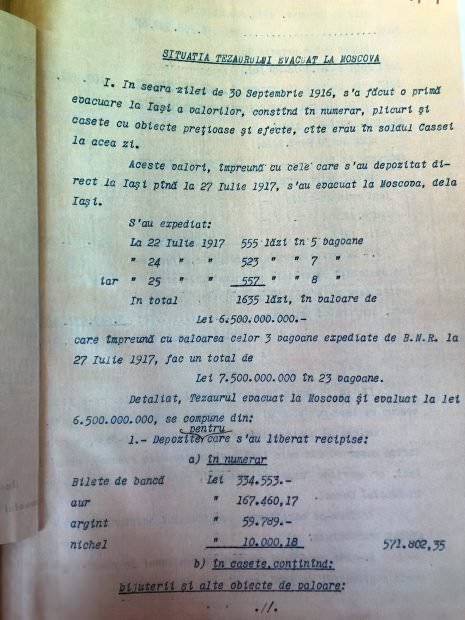 SITUATIA TEZAURULUI EVACUAT LA MOSCOVA
I. In seara zilei de 30 Septembrie 1916, s'a făcut o primă
evacuare la Iaşi a valorilor, constînd în numerar, plicuri şi
casete cu obiecte preţioase şi efecte, cîte erau în soldul Cassei
la acea zi.
Aceste valori, împreună cu cele care s'au depozitat di-
rect la Iaşi pînă la 27 Iulie 1917, s'au evacuat la Moscova, dela
Iaşi.
S'au expediat:
La 22 Iulie 1917 555 lăzi în 5 vagoane
" 24 " " 523 " " 7 "
iar " 25 " " 557 " " 8 "
In total 1635 lăzi, în valoare de
Lei 6.500.000.000.-
care împreună cu valoarea celor 3 vagoane expediate de B.N.R. la
27 Iulie 1917, fac un total de
Lei 7.500.000.000 în 23 vagoane.
Detaliat, Tezaurul evacuat la Moscova şi evaluat la lei
6.500.000.000, se compune din:
pentru
1.- Depozite care s'au liberat recipise:
a) în numerar
Bilete de bancă Lei 334.553.-
aur " 167.460,17
argint " 59.789.-
nichel " 10.000,18 571.802,35
b) în casete, conţinînd:
bijuterii şi alte obiecte de valoare:
.//.